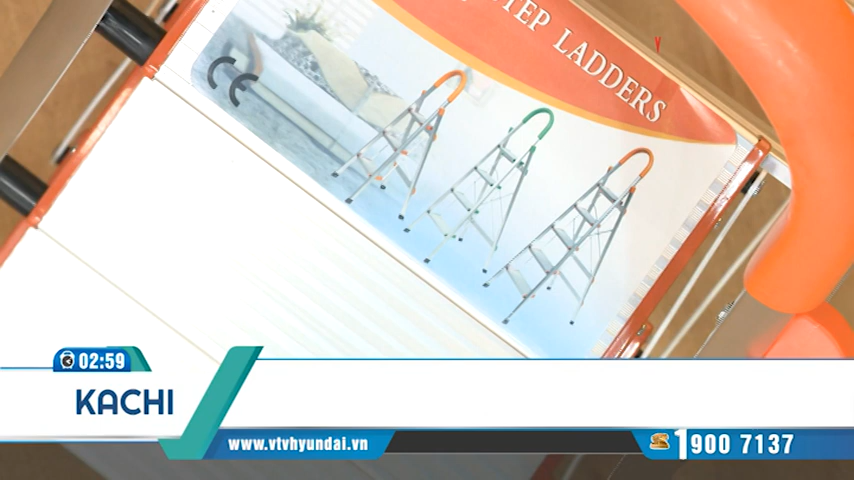 STEP LADDERS
CE
02:59
KACHI
www.vtvhyundai.vn
1900 7137